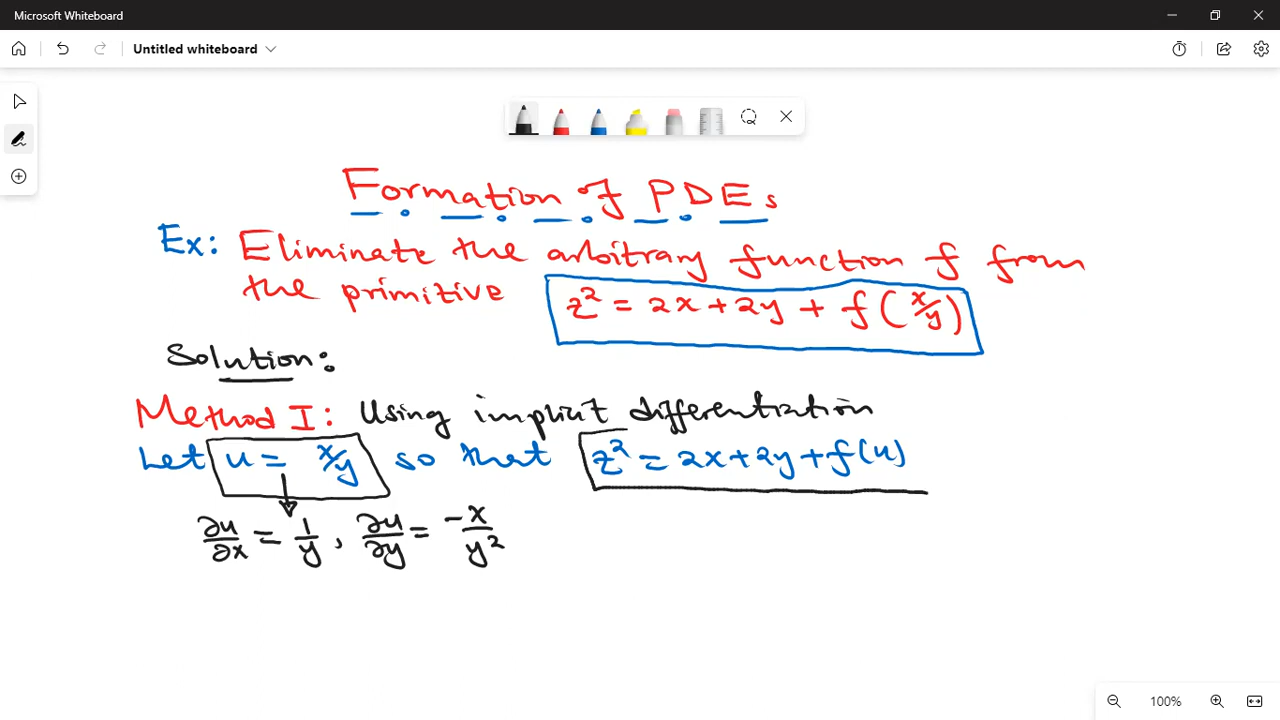 Microsoft Whiteboard
Untitled whiteboard
Formation of PDEs
Ex: Eliminate the arbitrary function f from
the primitive z² = 2x + 2y + f(x/y)
Solution:
Method I: Using implicit differentiation
Let u = x/y so that z² = 2x+2y+f(u)
∂u/∂x = 1/y, ∂u/∂y = -x/y²
100%